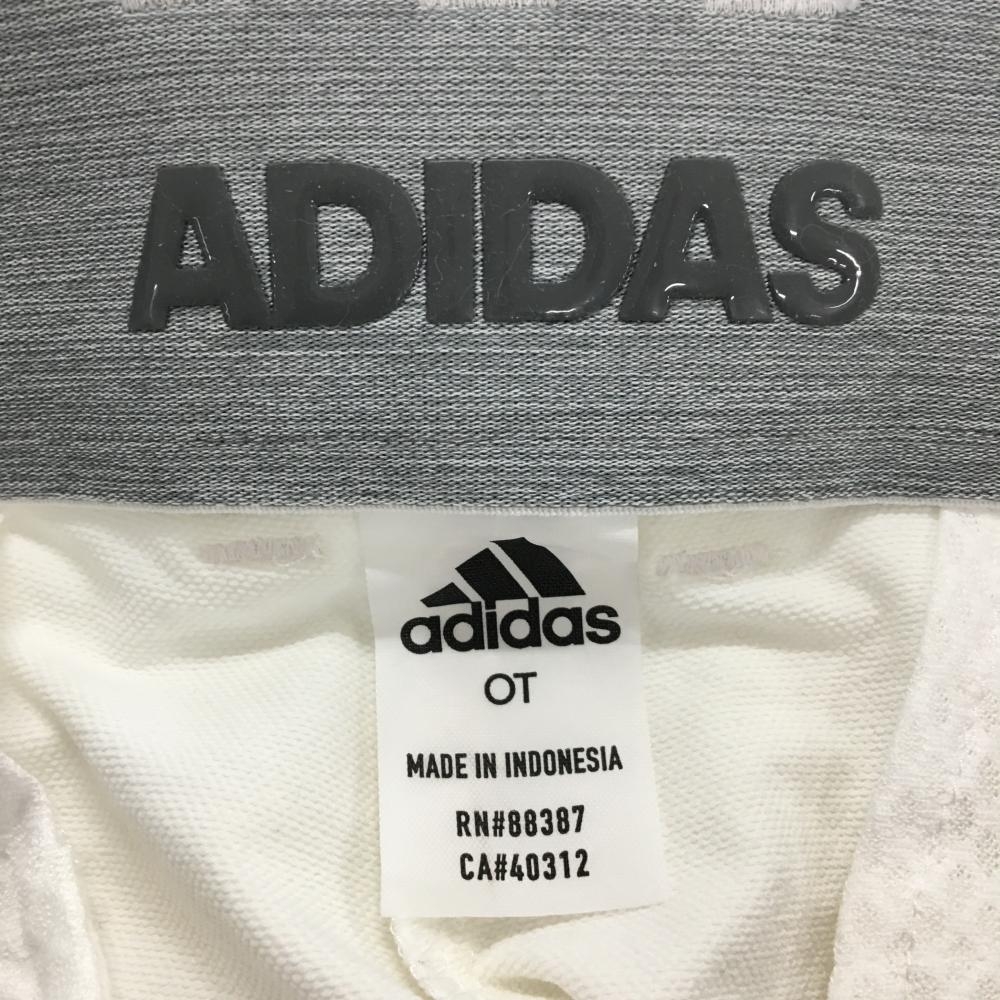 ADIDAS
adidas
OT
MADE IN INDONESIA
RN#88387
CA#40312